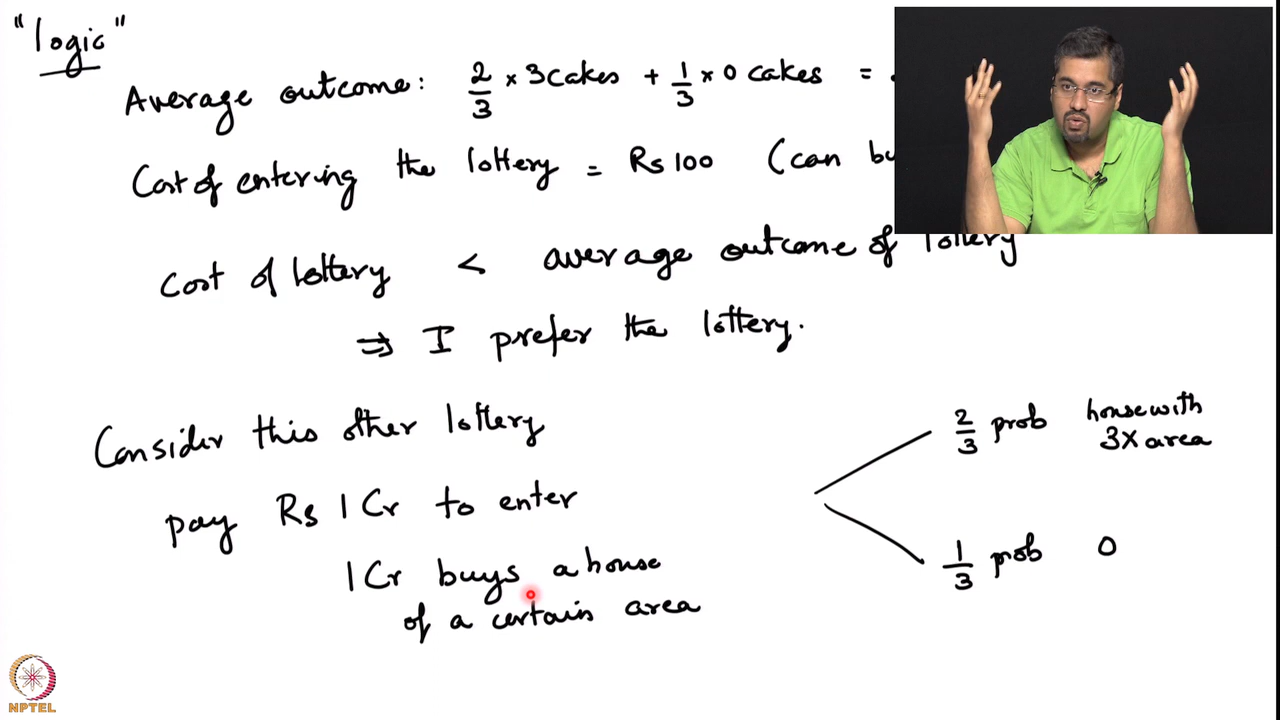 "logic"
Average outcome: 2/3 × 3 cakes + 1/3 × 0 cakes =
Cost of entering the lottery = Rs 100 (can bu
Cost of lottery < average outcome of lottery
⇒ I prefer the lottery.
Consider this other lottery
pay Rs 1 Cr to enter
1 Cr buys a house
of a certain area
2/3 prob house with
3x area
1/3 prob 0
NPTEL